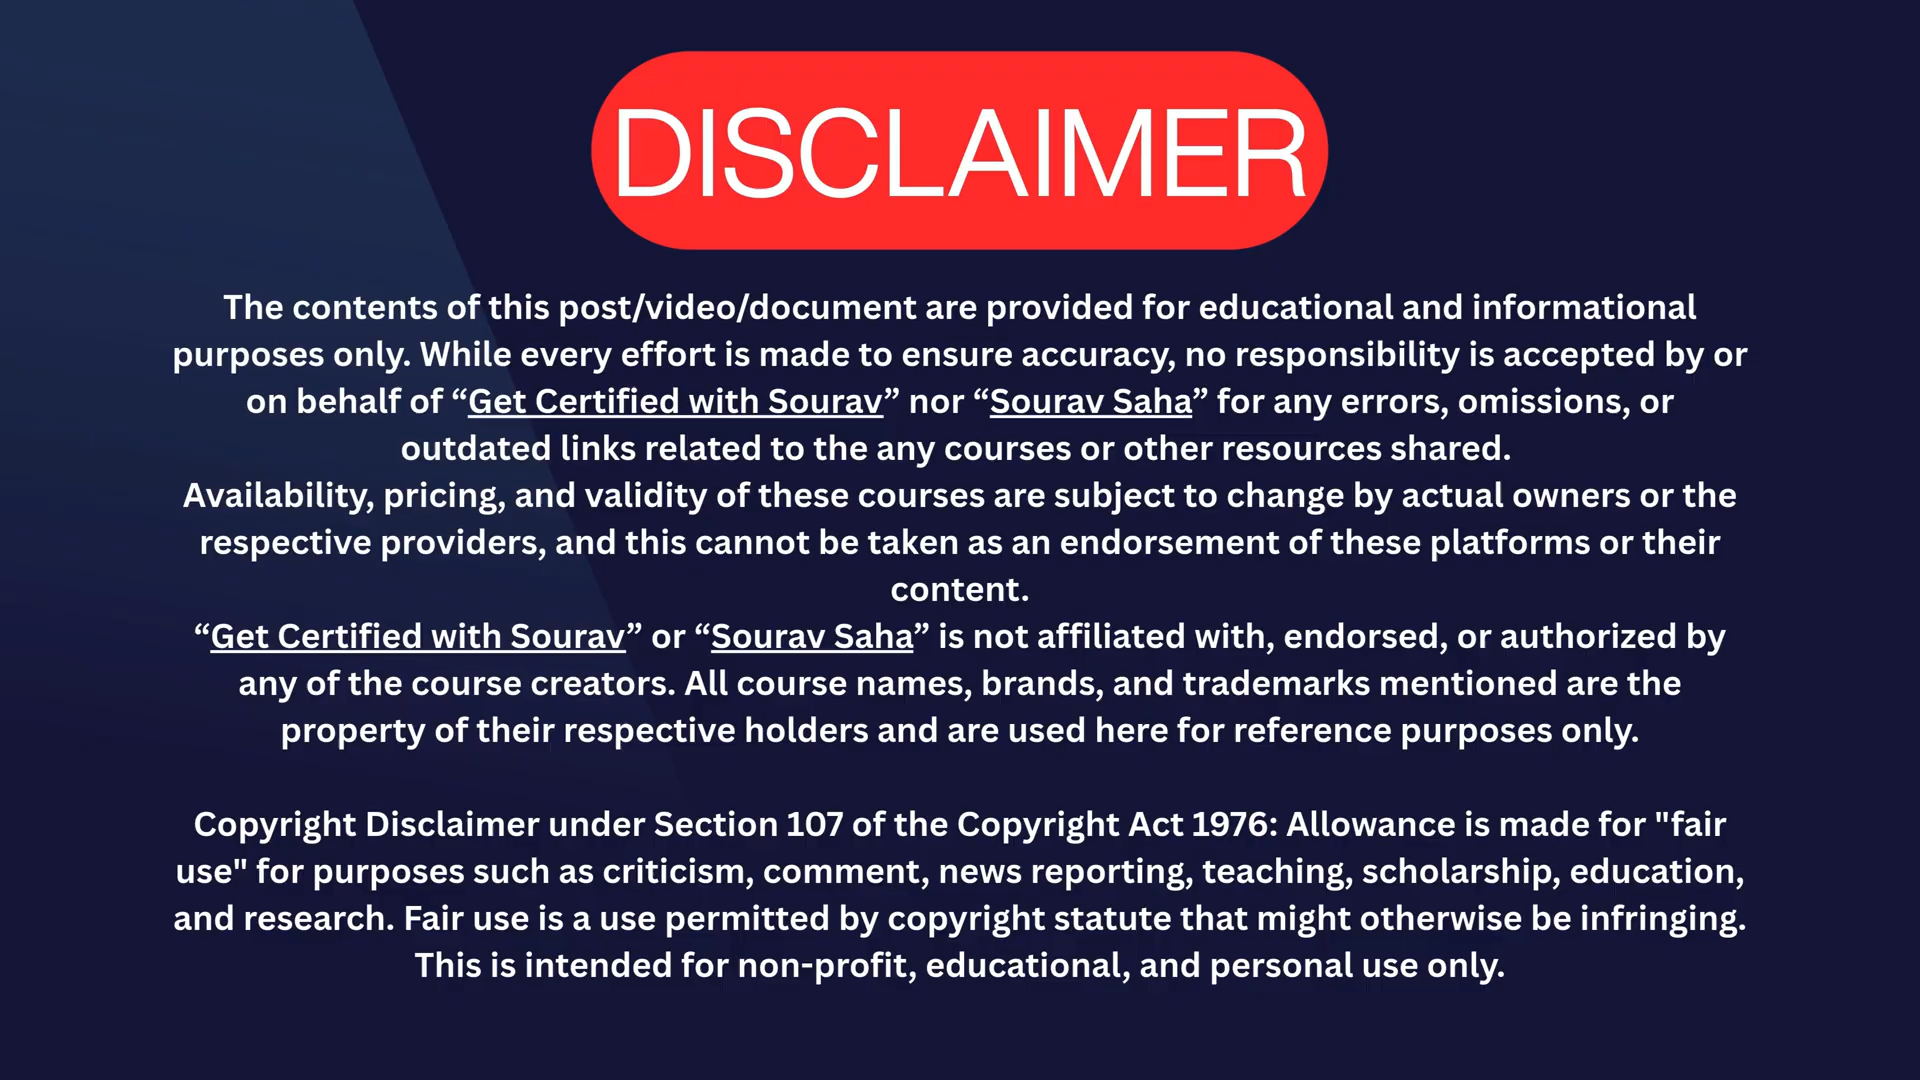 DISCLAIMER
The contents of this post/video/document are provided for educational and informational
purposes only. While every effort is made to ensure accuracy, no responsibility is accepted by or
on behalf of “Get Certified with Sourav” nor “Sourav Saha” for any errors, omissions, or
outdated links related to the any courses or other resources shared.
Availability, pricing, and validity of these courses are subject to change by actual owners or the
respective providers, and this cannot be taken as an endorsement of these platforms or their
content.
“Get Certified with Sourav” or “Sourav Saha” is not affiliated with, endorsed, or authorized by
any of the course creators. All course names, brands, and trademarks mentioned are the
property of their respective holders and are used here for reference purposes only.
Copyright Disclaimer under Section 107 of the Copyright Act 1976: Allowance is made for "fair
use" for purposes such as criticism, comment, news reporting, teaching, scholarship, education,
and research. Fair use is a use permitted by copyright statute that might otherwise be infringing.
This is intended for non-profit, educational, and personal use only.